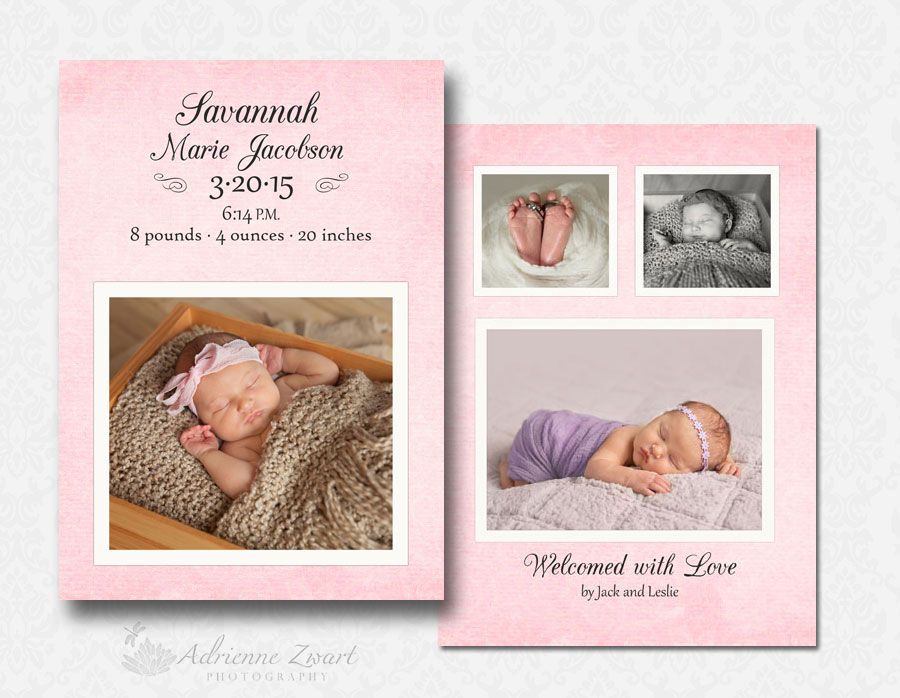 Savannah
Marie Jacobson
3·20·15
6:14 P.M.
8 pounds · 4 ounces · 20 inches
Welcomed with Love
by Jack and Leslie
Adrienne Zwart
PHOTOGRAPHY